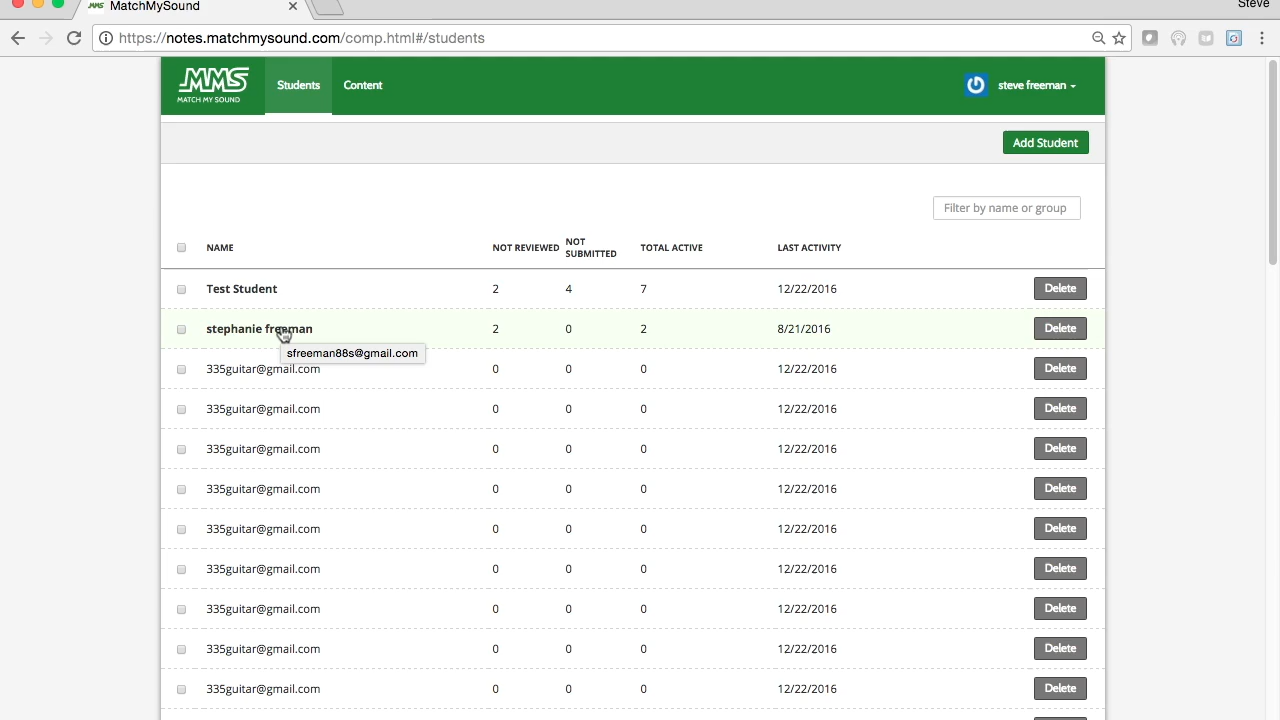 Steve
MMS MatchMySound
https://notes.matchmysound.com/comp.html#/students
MMS
MATCH MY SOUND
Students Content steve freeman
Add Student
Filter by name or group
NAME NOT REVIEWED NOT SUBMITTED TOTAL ACTIVE LAST ACTIVITY
Test Student 2 4 7 12/22/2016 Delete
stephanie freeman 2 0 2 8/21/2016 Delete
sfreeman88s@gmail.com
335guitar@gmail.com 0 0 0 12/22/2016 Delete
335guitar@gmail.com 0 0 0 12/22/2016 Delete
335guitar@gmail.com 0 0 0 12/22/2016 Delete
335guitar@gmail.com 0 0 0 12/22/2016 Delete
335guitar@gmail.com 0 0 0 12/22/2016 Delete
335guitar@gmail.com 0 0 0 12/22/2016 Delete
335guitar@gmail.com 0 0 0 12/22/2016 Delete
335guitar@gmail.com 0 0 0 12/22/2016 Delete
335guitar@gmail.com 0 0 0 12/22/2016 Delete